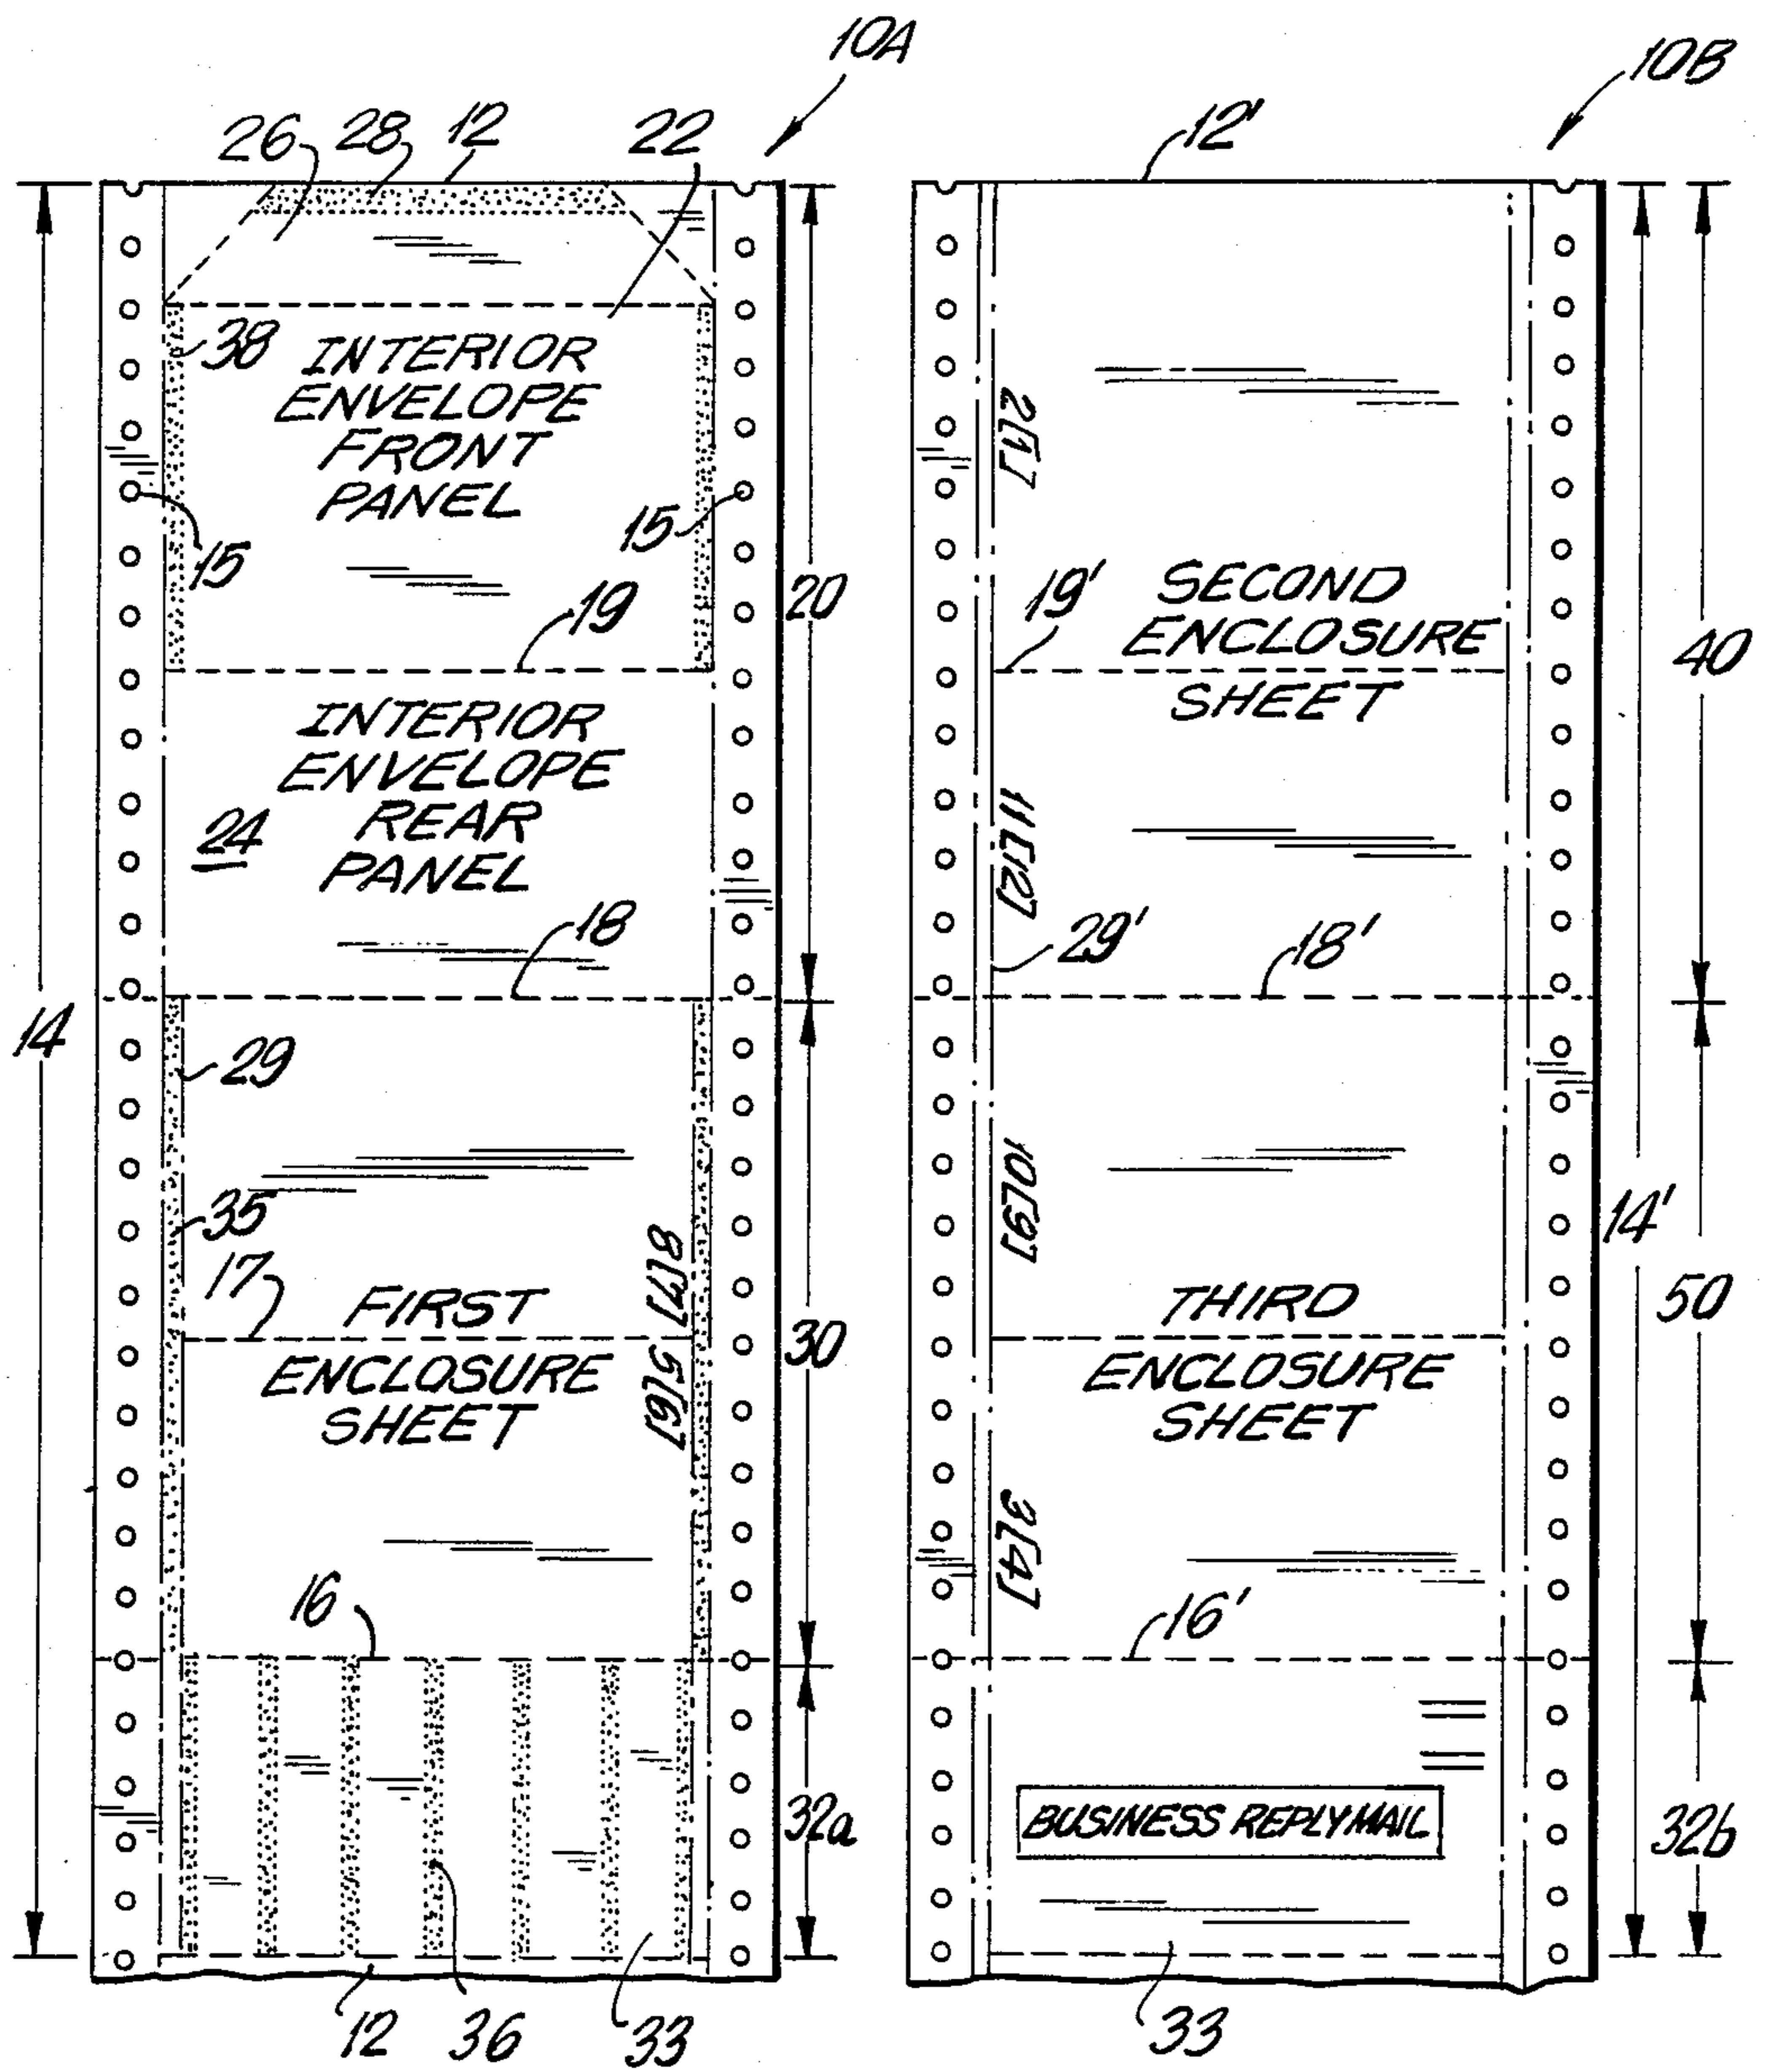 10A
10B
26
28
12
22
12'
38
INTERIOR
ENVELOPE
FRONT
PANEL
15
15
19
20
INTERIOR
ENVELOPE
REAR
PANEL
24
18
14
29
35
17
FIRST
ENCLOSURE
SHEET
8[7]
5[6]
30
16
32a
12
36
33
2[1]
19'
SECOND
ENCLOSURE
SHEET
40
11[12]
29'
18'
10[9]
14'
50
THIRD
ENCLOSURE
SHEET
3[4]
16'
BUSINESS REPLY MAIL
32b
33